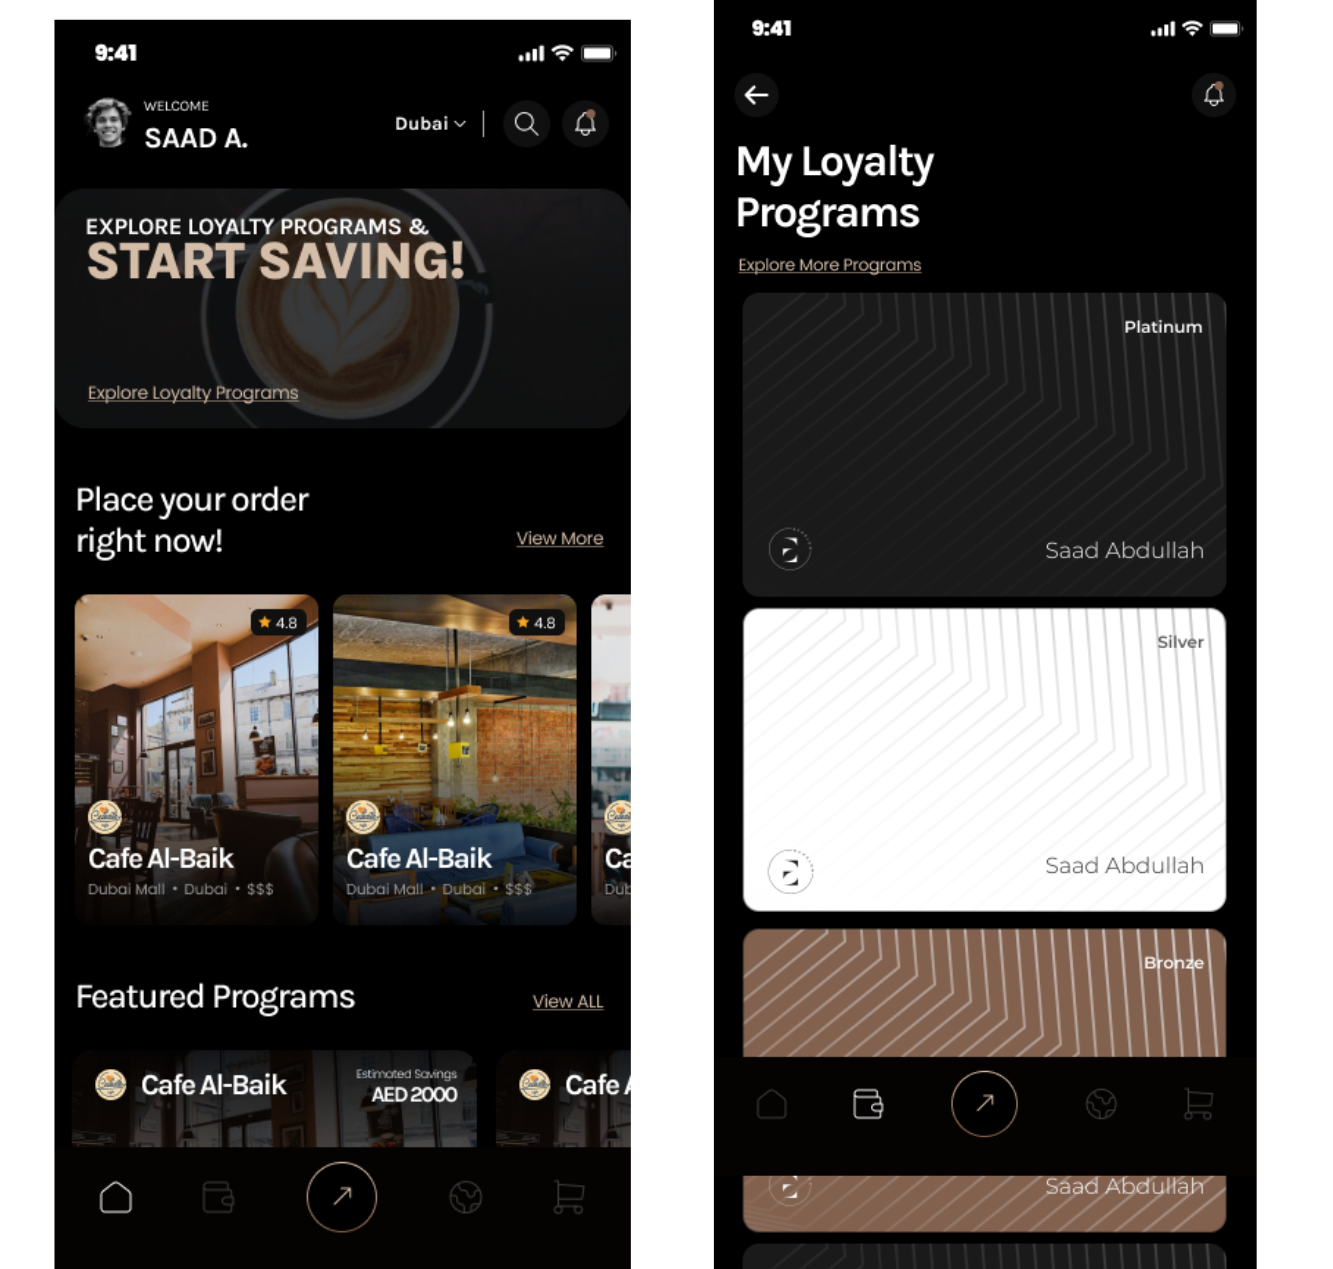 9:41
WELCOME
SAAD A.
Dubai
EXPLORE LOYALTY PROGRAMS &
START SAVING!
Explore Loyalty Programs
Place your order
right now!
View More
4.8
4.8
Cafe Al-Baik
Dubai Mall • Dubai • $$$
Cafe Al-Baik
Dubai Mall • Dubai • $$$
Ca
Dub
Featured Programs
View ALL
Cafe Al-Baik
Estimated Savings
AED 2000
Cafe A
9:41
My Loyalty
Programs
Explore More Programs
Platinum
Saad Abdullah
Silver
Saad Abdullah
Bronze
Saad Abdullah